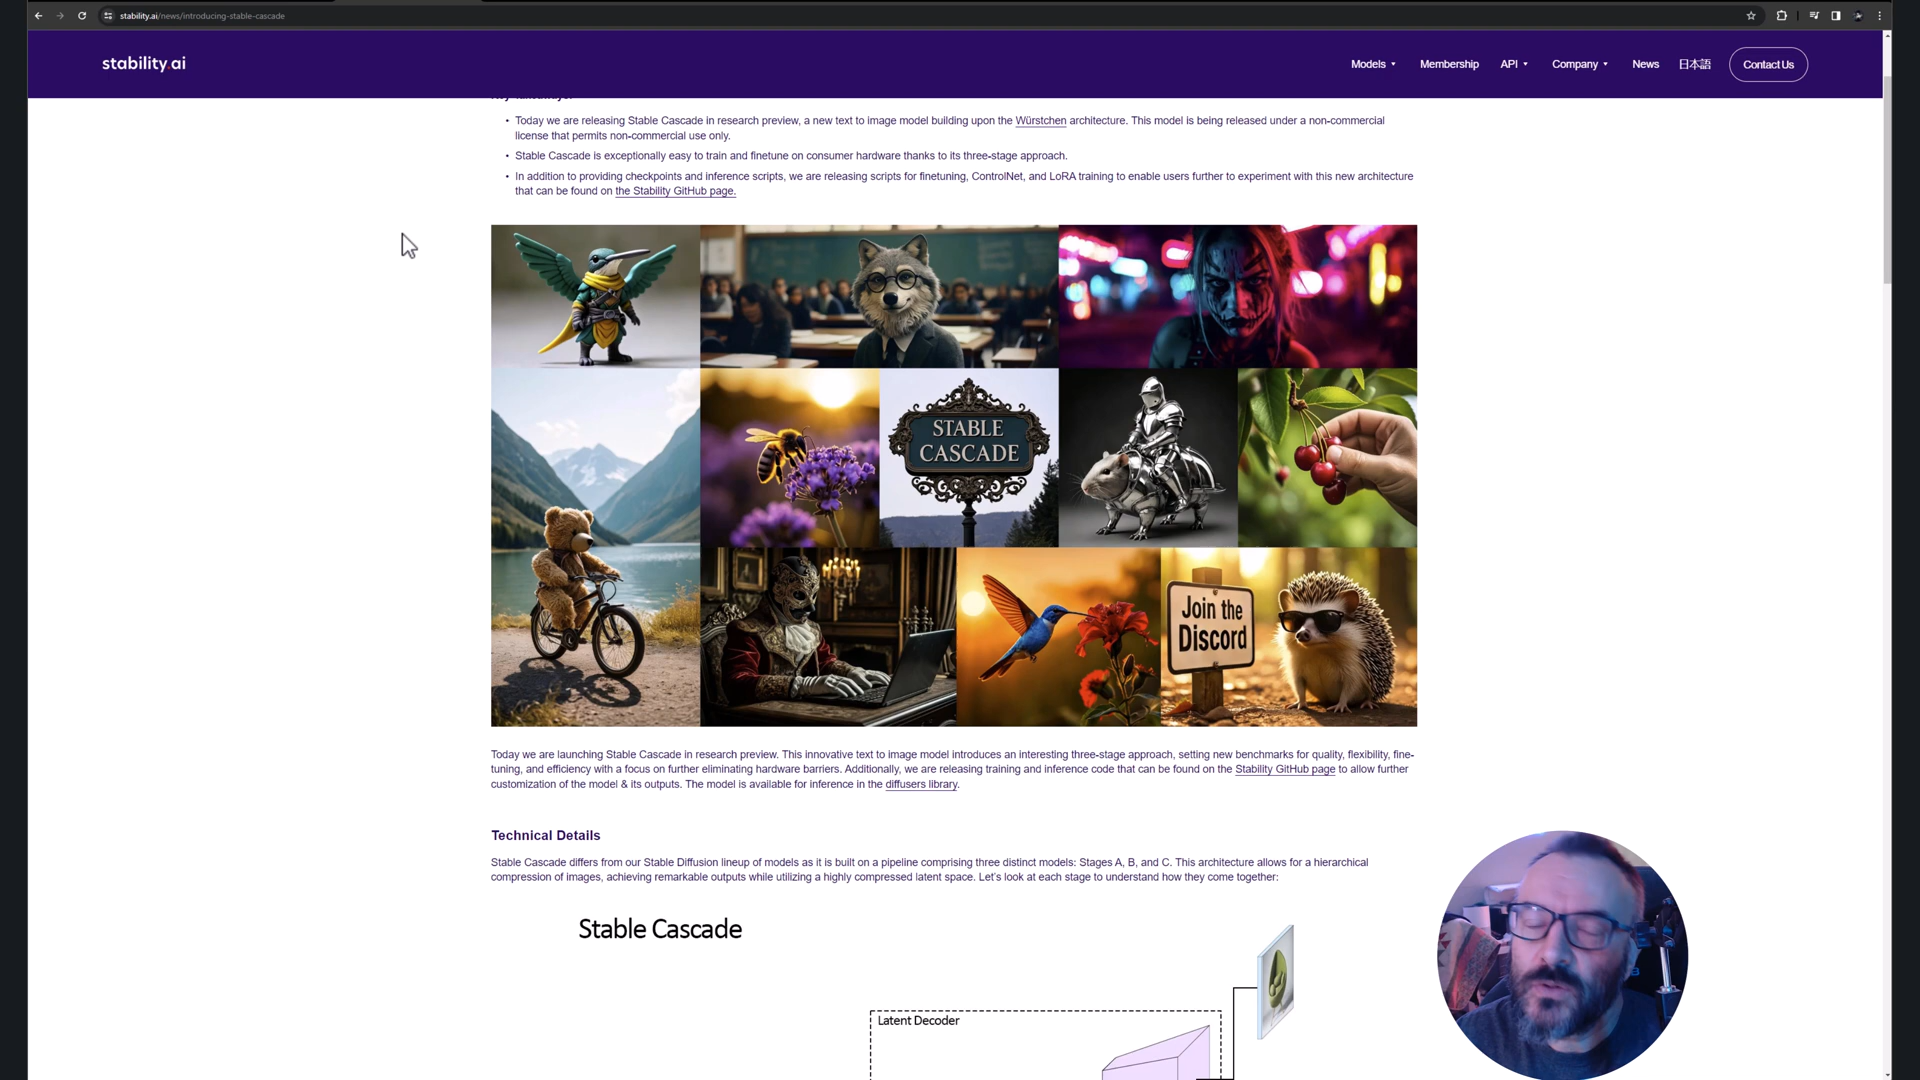 stability.ai/news/introducing-stable-cascade
stability.ai
Models
Membership
API
Company
News
日本語
Contact Us
• Today we are releasing Stable Cascade in research preview, a new text to image model building upon the Würstchen architecture. This model is being released under a non-commercial
license that permits non-commercial use only.
• Stable Cascade is exceptionally easy to train and finetune on consumer hardware thanks to its three-stage approach.
• In addition to providing checkpoints and inference scripts, we are releasing scripts for finetuning, ControlNet, and LoRA training to enable users further to experiment with this new architecture
that can be found on the Stability GitHub page.
STABLE
CASCADE
Join the
Discord
Today we are launching Stable Cascade in research preview. This innovative text to image model introduces an interesting three-stage approach, setting new benchmarks for quality, flexibility, fine-
tuning, and efficiency with a focus on further eliminating hardware barriers. Additionally, we are releasing training and inference code that can be found on the Stability GitHub page to allow further
customization of the model & its outputs. The model is available for inference in the diffusers library.
Technical Details
Stable Cascade differs from our Stable Diffusion lineup of models as it is built on a pipeline comprising three distinct models: Stages A, B, and C. This architecture allows for a hierarchical
compression of images, achieving remarkable outputs while utilizing a highly compressed latent space. Let's look at each stage to understand how they come together:
Stable Cascade
Latent Decoder